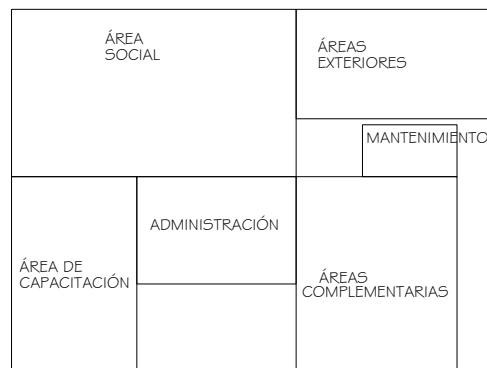 ÁREA
SOCIAL
ÁREAS
EXTERIORES
MANTENIMIENTO
ADMINISTRACIÓN
ÁREA DE
CAPACITACIÓN
ÁREAS
COMPLEMENTARIAS